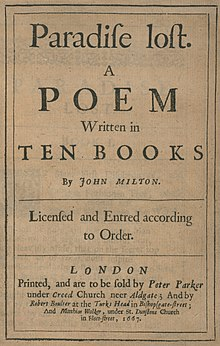 Paradiſe loſt.
A
POEM
Written in
TEN BOOKS
By JOHN MILTON.
Licenſed and Entred according
to Order.
LONDON
Printed, and are to be ſold by Peter Parker
under Creed Church neer Aldgate; And by
Robert Boulter at the Turks Head in Biſhopſgate-ſtreet;
And Matthias Walker, under St. Dunſtons Church
in Fleet-ſtreet, 1667.